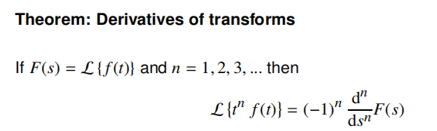 Theorem: Derivatives of transforms
If F(s) = ℒ{f(t)} and n = 1, 2, 3, ... then
ℒ{tⁿ f(t)} = (−1)ⁿ dⁿ/dsⁿ F(s)